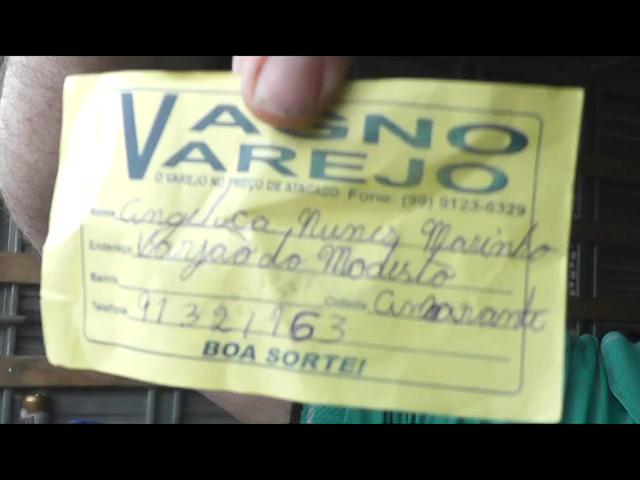 VAGNO
VAREJO
O VAREJO NO PREÇO DE ATACADO Fone: (99) 9123-6329
Nome Angeluça Nunes Marinho
Endereço Varjão do Modesto
Bairro Cidade Amarante
Telefone 91321163
BOA SORTE!